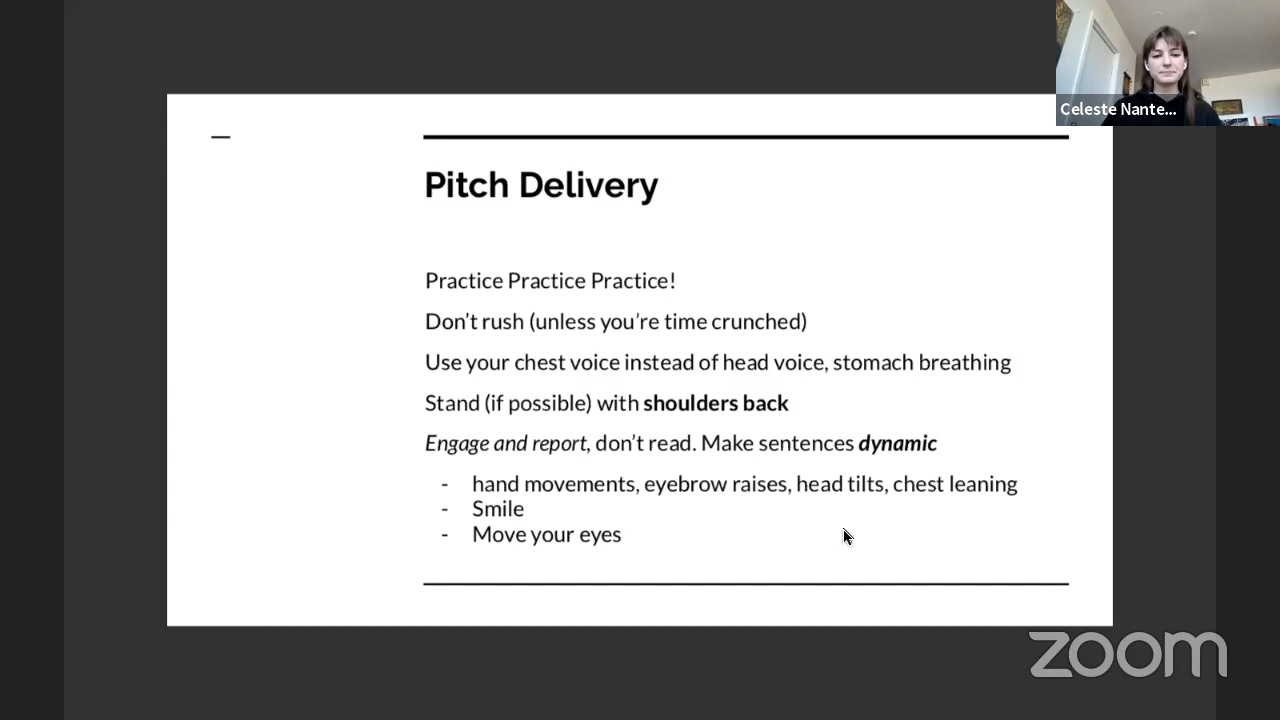 Celeste Nante...
Pitch Delivery
Practice Practice Practice!
Don't rush (unless you're time crunched)
Use your chest voice instead of head voice, stomach breathing
Stand (if possible) with shoulders back
Engage and report, don't read. Make sentences dynamic
- hand movements, eyebrow raises, head tilts, chest leaning
- Smile
- Move your eyes
zoom